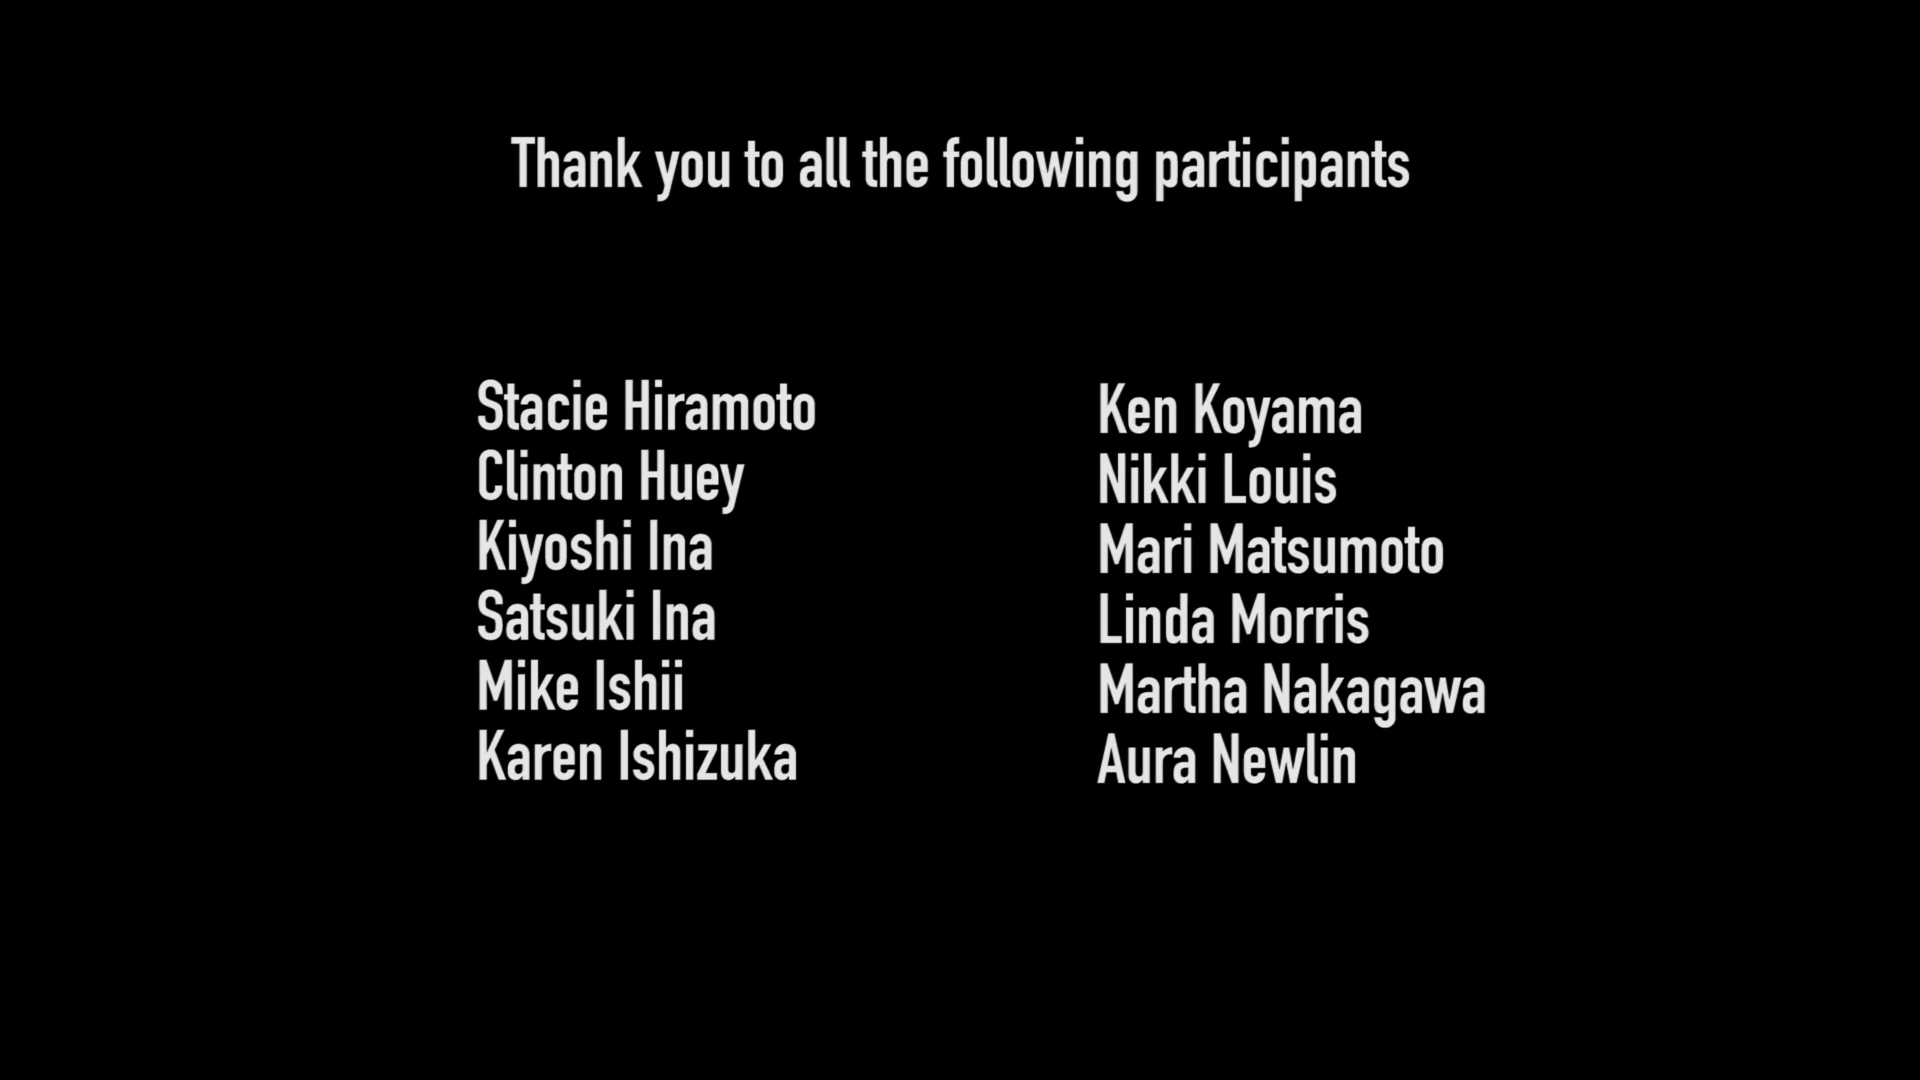 Thank you to all the following participants
Stacie Hiramoto
Clinton Huey
Kiyoshi Ina
Satsuki Ina
Mike Ishii
Karen Ishizuka
Ken Koyama
Nikki Louis
Mari Matsumoto
Linda Morris
Martha Nakagawa
Aura Newlin